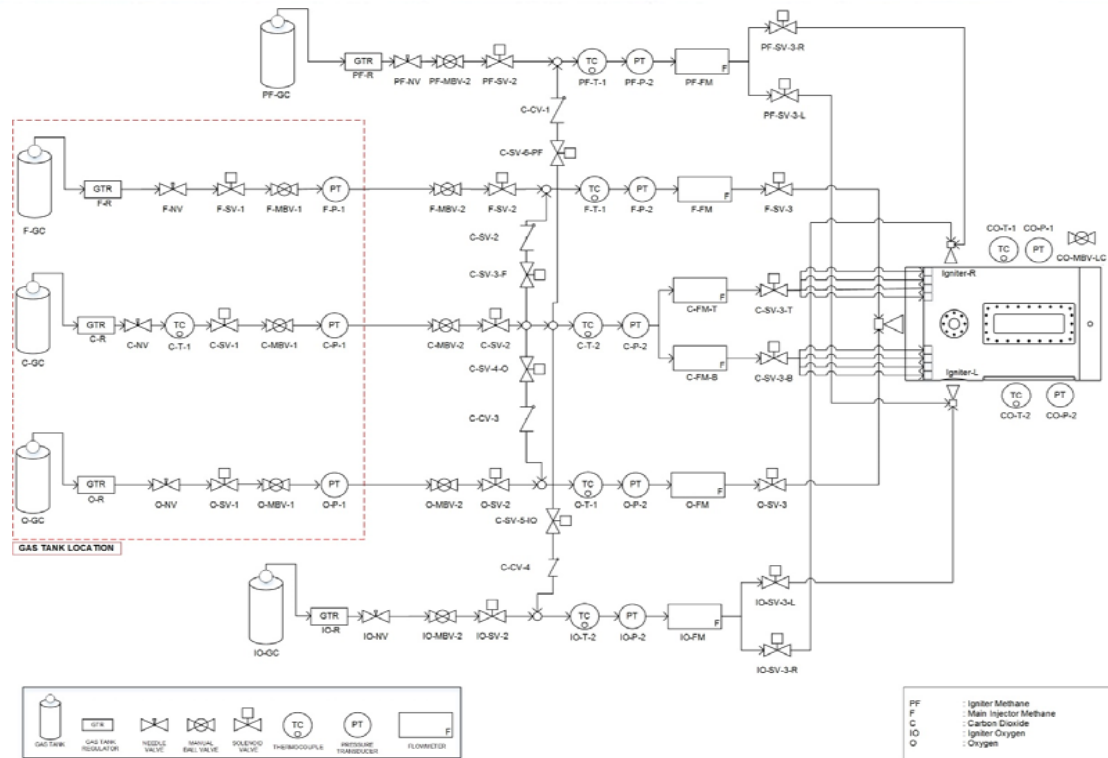 PF-SV-3-R
GTR
TC
PT
F
PF-GC
PF-R
PF-NV
PF-MBV-2
PF-SV-2
PF-T-1
PF-P-2
PF-FM
PF-SV-3-L
C-CV-1
C-SV-6-PF
GTR
PT
TC
PT
F
F-GC
F-R
F-NV
F-SV-1
F-MBV-1
F-P-1
F-MBV-2
F-SV-2
F-T-1
F-P-2
F-FM
F-SV-3
C-SV-2
C-SV-3-F
CO-T-1
CO-P-1
TC
PT
CO-MBV-LC
Igniter-R
GTR
TC
PT
TC
PT
F
C-FM-T
C-SV-3-T
C-GC
C-R
C-NV
C-T-1
C-SV-1
C-MBV-1
C-P-1
C-MBV-2
C-SV-2
C-T-2
C-P-2
F
C-FM-B
C-SV-3-B
Igniter-L
C-SV-4-O
TC
PT
CO-T-2
CO-P-2
C-CV-3
GTR
PT
TC
PT
F
O-GC
O-R
O-NV
O-SV-1
O-MBV-1
O-P-1
O-MBV-2
O-SV-2
O-T-1
O-P-2
O-FM
O-SV-3
GAS TANK LOCATION
C-SV-5-IO
C-CV-4
GTR
TC
PT
F
IO-SV-3-L
IO-GC
IO-R
IO-NV
IO-MBV-2
IO-SV-2
IO-T-2
IO-P-2
IO-FM
IO-SV-3-R
GTR
TC
PT
F
GAS TANK
GAS TANK
REGULATOR
NEEDLE
VALVE
MANUAL
BALL VALVE
SOLENOID
VALVE
THERMOCOUPLE
PRESSURE
TRANSDUCER
FLOWMETER
PF : Igniter Methane
F : Main Injector Methane
C : Carbon Dioxide
IO : Igniter Oxygen
O : Oxygen